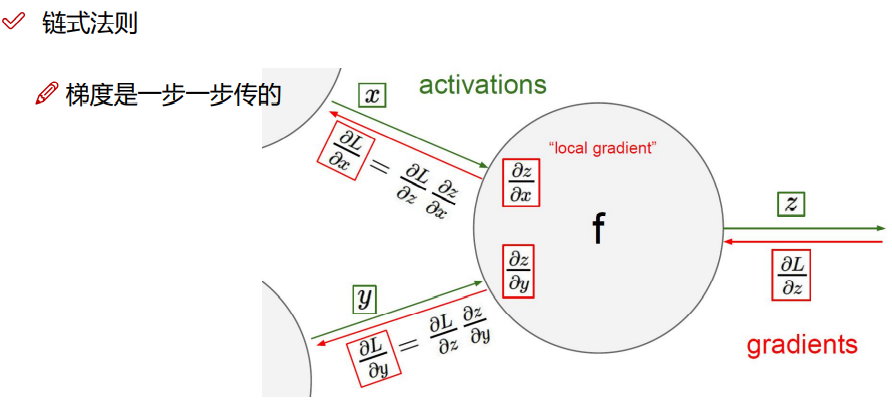 链式法则
梯度是一步一步传的
activations
x
∂L/∂x = ∂L/∂z ∂z/∂x
"local gradient"
∂z/∂x
f
z
∂z/∂y
∂L/∂z
y
∂L/∂y = ∂L/∂z ∂z/∂y
gradients